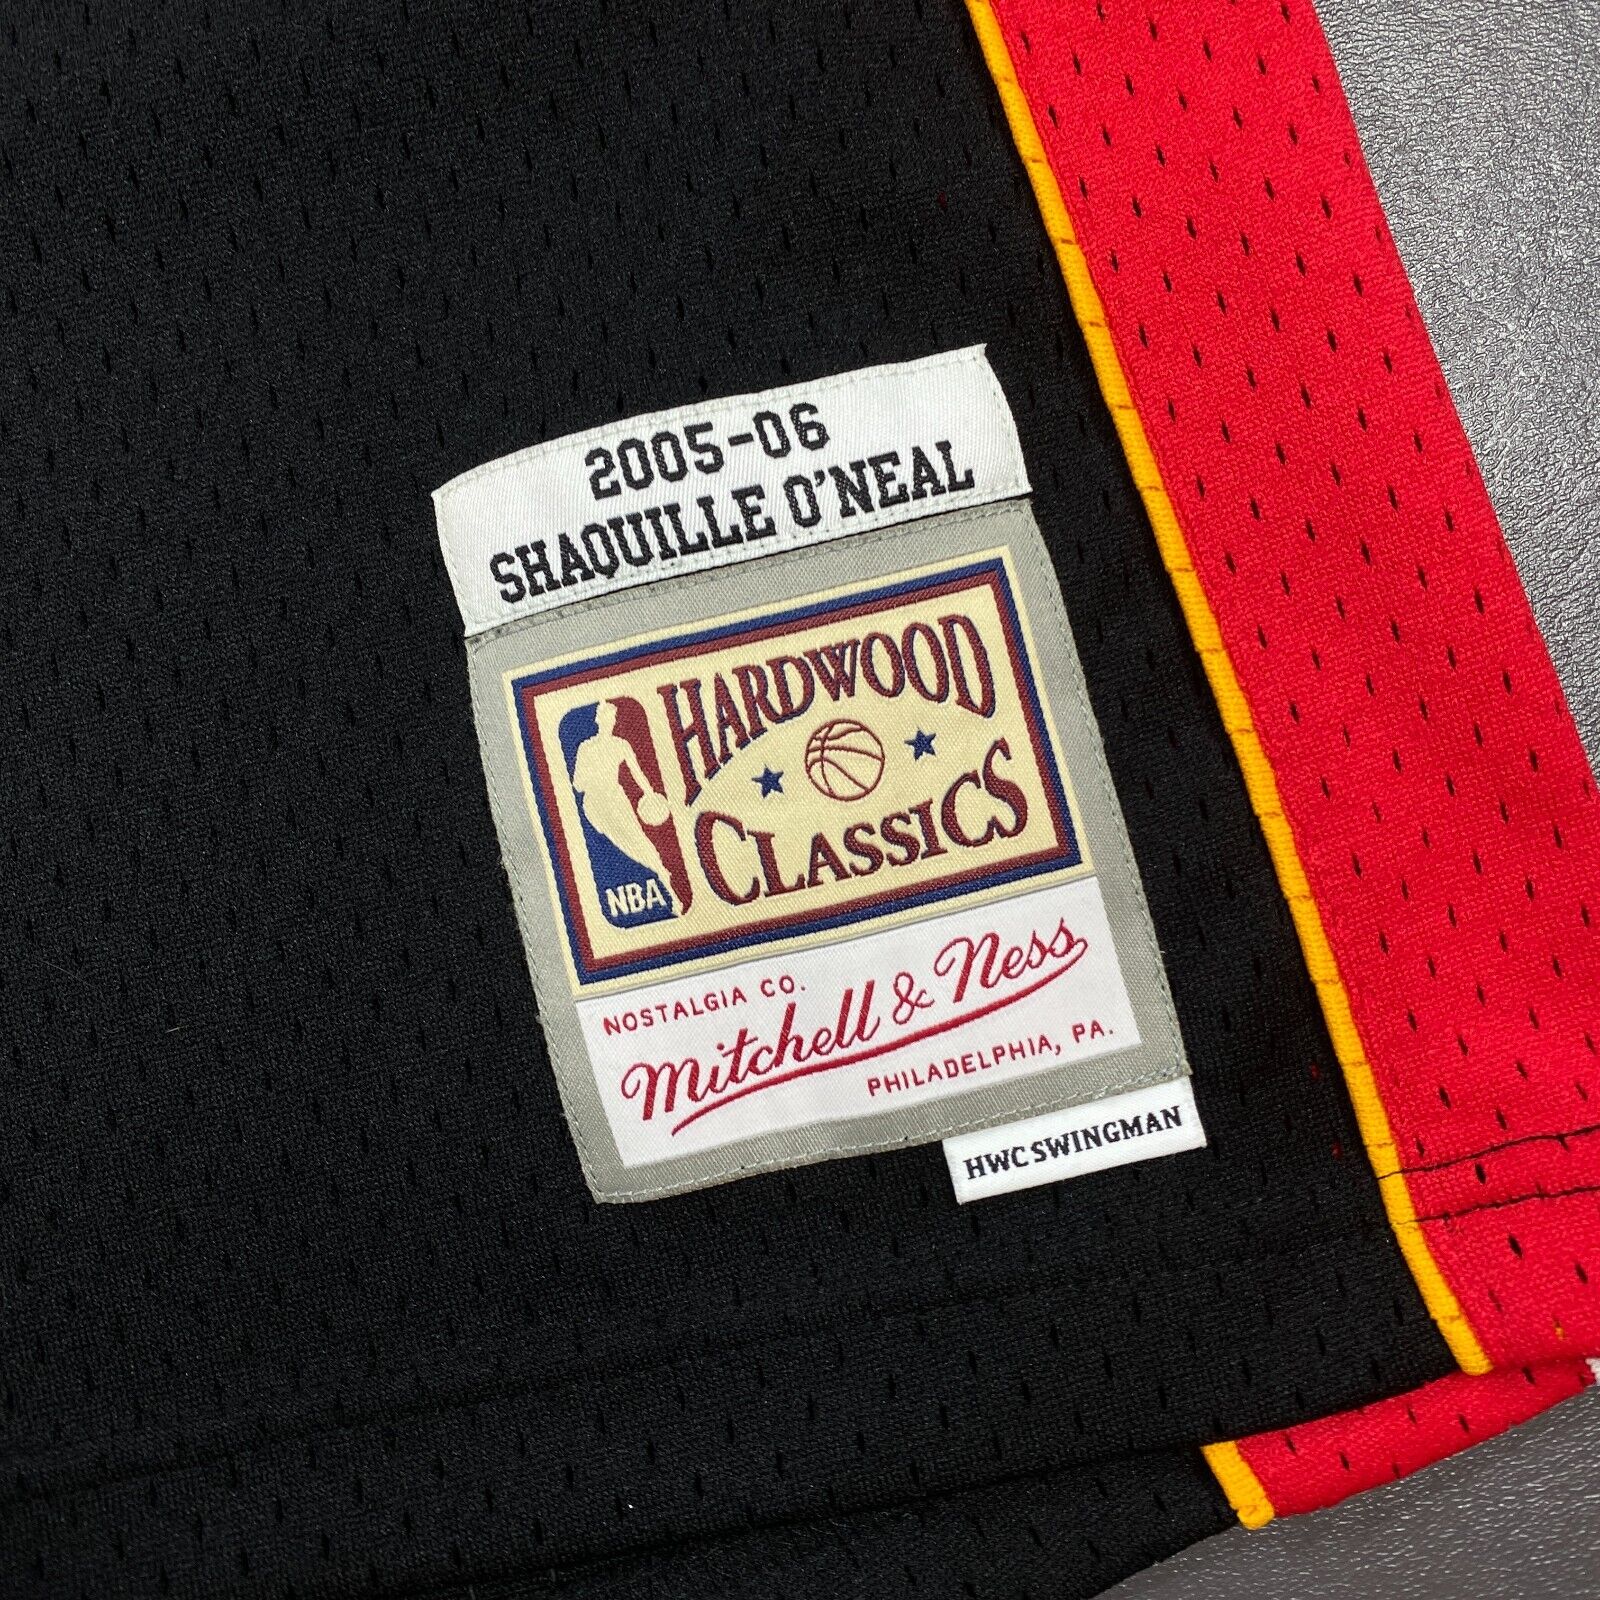 2005-06
SHAQUILLE O'NEAL
HARDWOOD
CLASSICS
NBA
NOSTALGIA CO.
Mitchell & Ness
PHILADELPHIA, PA.
HWC SWINGMAN